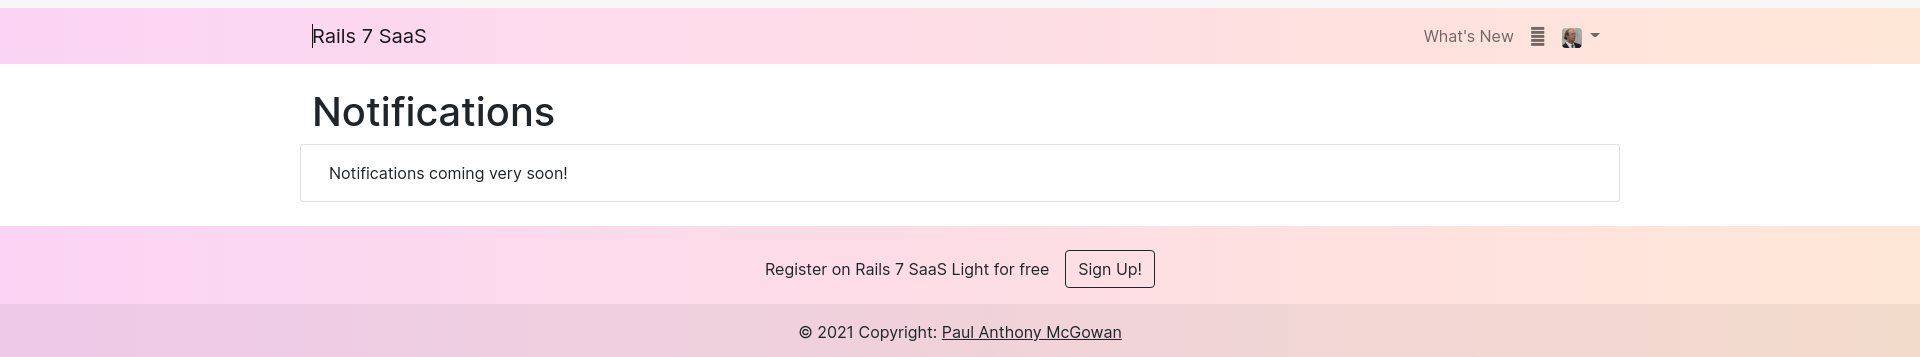 Rails 7 SaaS
What's New
Notifications
Notifications coming very soon!
Register on Rails 7 SaaS Light for free
Sign Up!
© 2021 Copyright: Paul Anthony McGowan